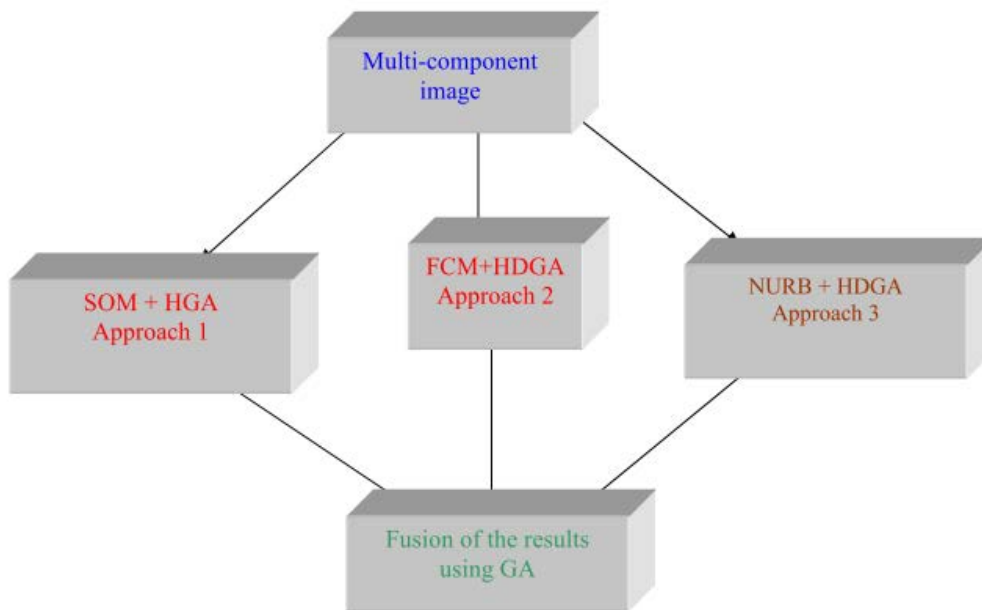 Multi-component
image
SOM + HGA
Approach 1
FCM+HDGA
Approach 2
NURB + HDGA
Approach 3
Fusion of the results
using GA